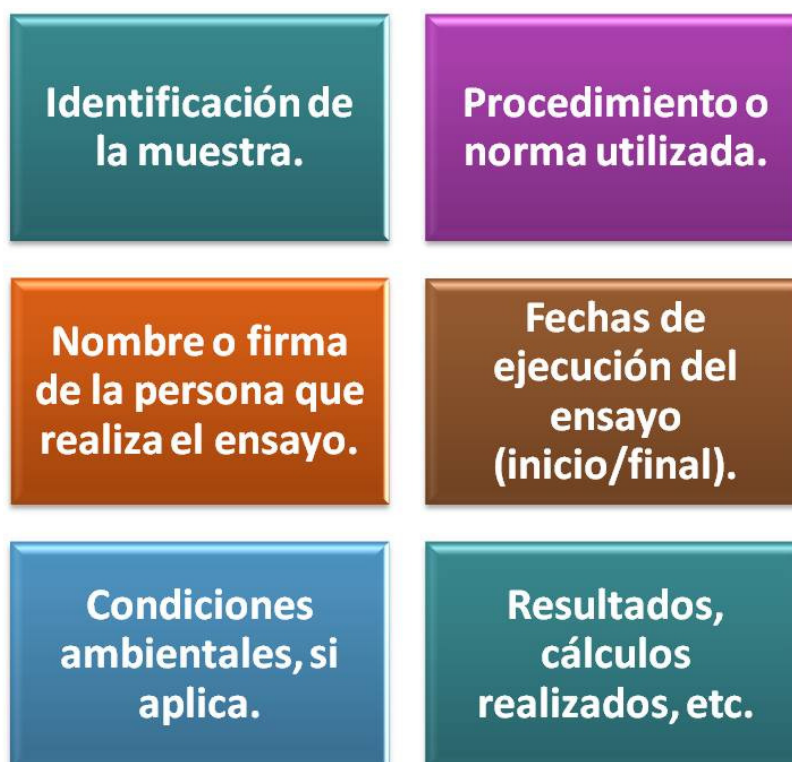 Identificación de
la muestra.
Procedimiento o
norma utilizada.
Nombre o firma
de la persona que
realiza el ensayo.
Fechas de
ejecución del
ensayo
(inicio/final).
Condiciones
ambientales, si
aplica.
Resultados,
cálculos
realizados, etc.